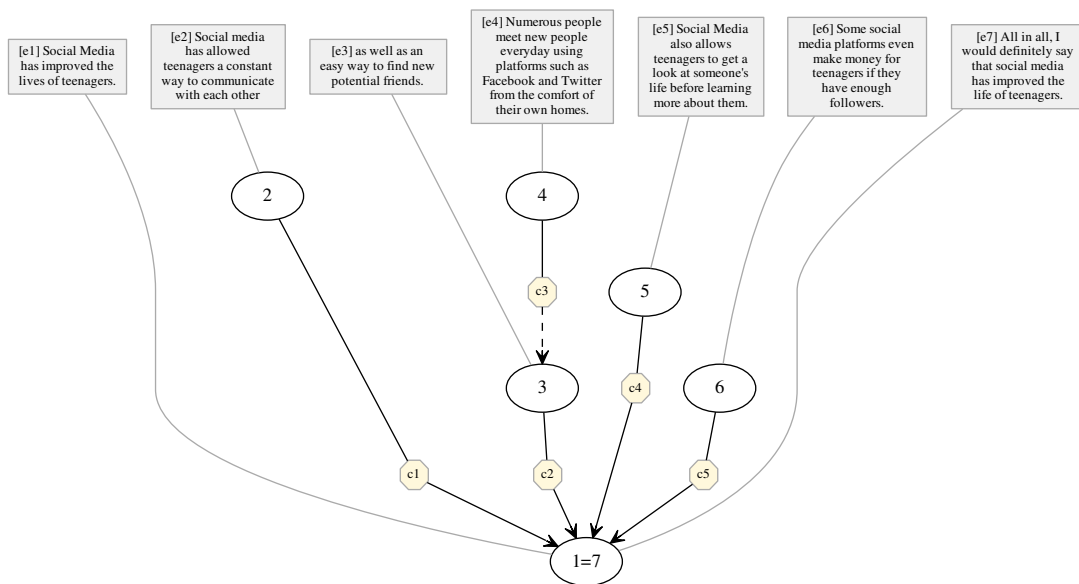 [e1] Social Media
has improved the
lives of teenagers.
[e2] Social media
has allowed
teenagers a constant
way to communicate
with each other
[e3] as well as an
easy way to find new
potential friends.
[e4] Numerous people
meet new people
everyday using
platforms such as
Facebook and Twitter
from the comfort of
their own homes.
[e5] Social Media
also allows
teenagers to get a
look at someone's
life before learning
more about them.
[e6] Some social
media platforms even
make money for
teenagers if they
have enough
followers.
[e7] All in all, I
would definitely say
that social media
has improved the
life of teenagers.
2
4
c3
5
3
c4
6
c1
c2
c5
1=7